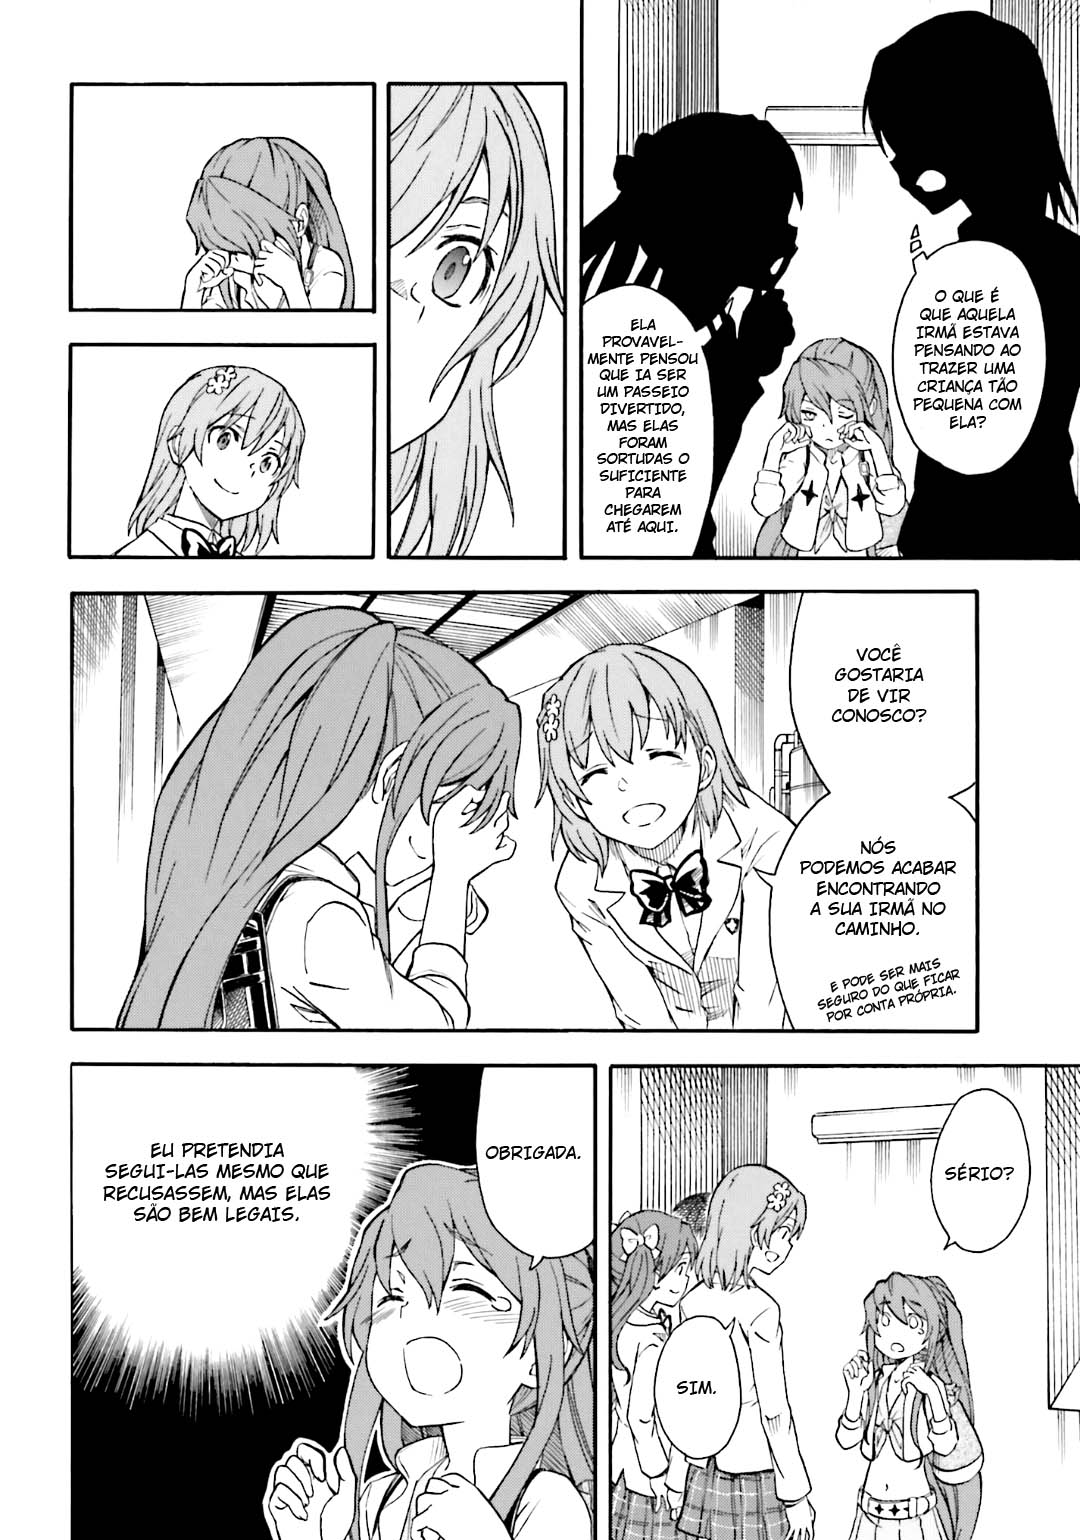 O QUE É
QUE AQUELA
IRMÃ ESTAVA
PENSANDO AO
TRAZER UMA
CRIANÇA TÃO
PEQUENA COM
ELA?
ELA
PROVAVEL-
MENTE PENSOU
QUE IA SER
UM PASSEIO
DIVERTIDO,
MAS ELAS
FORAM
SORTUDAS O
SUFICIENTE
PARA
CHEGAREM
ATÉ AQUI.
VOCÊ
GOSTARIA
DE VIR
CONOSCO?
NÓS
PODEMOS ACABAR
ENCONTRANDO
A SUA IRMÃ NO
CAMINHO.
E PODE SER MAIS
SEGURO DO QUE FICAR
POR CONTA PRÓPRIA.
SÉRIO?
SIM.
OBRIGADA.
EU PRETENDIA
SEGUI-LAS MESMO QUE
RECUSASSEM, MAS ELAS
SÃO BEM LEGAIS.